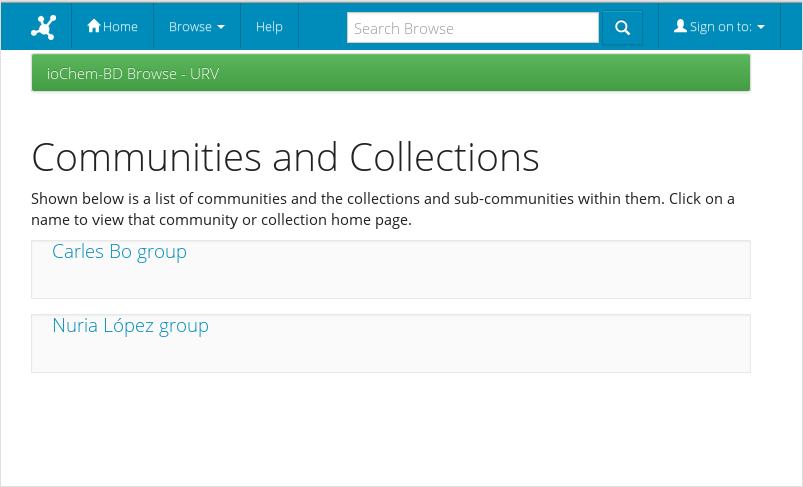 Home Browse Help Search Browse Sign on to:
ioChem-BD Browse - URV
Communities and Collections
Shown below is a list of communities and the collections and sub-communities within them. Click on a
name to view that community or collection home page.
Carles Bo group
Nuria López group